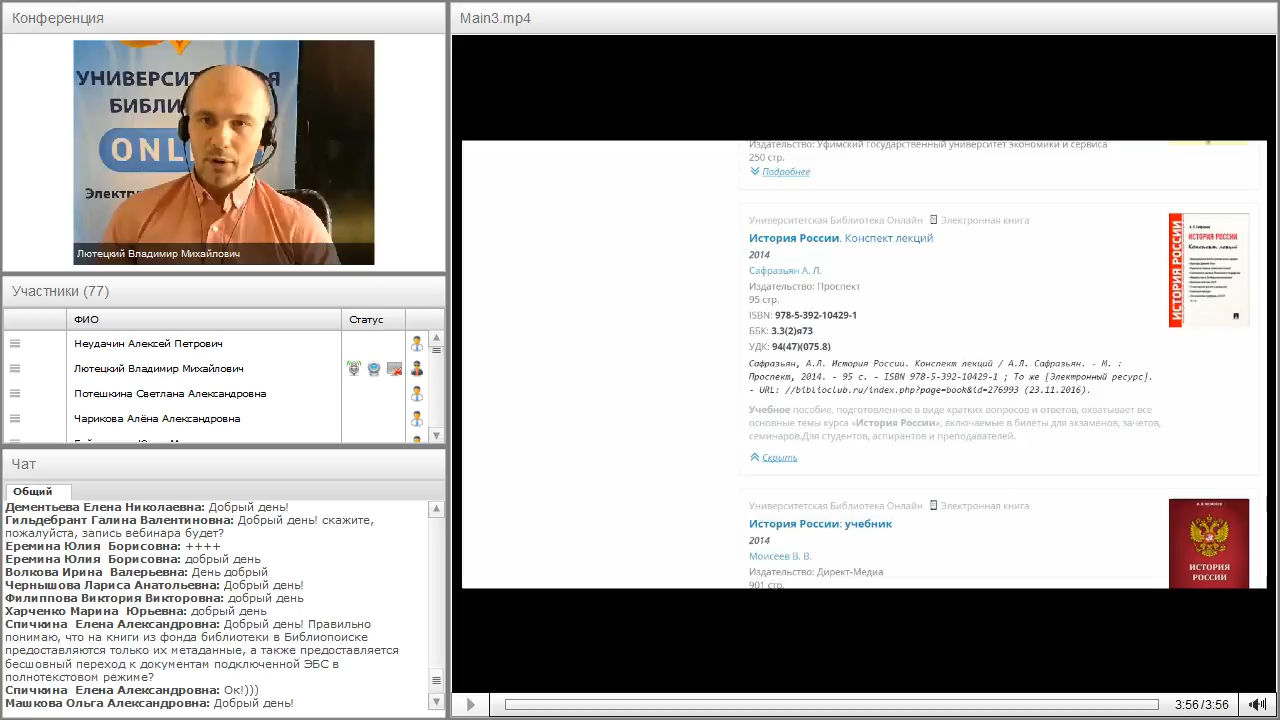 Конференция
УНИВЕРСИ
БИБЛИ
ONL
Лютецкий Владимир Михайлович
Участники (77)
ФИО Статус
Неудачин Алексей Петрович
Лютецкий Владимир Михайлович
Потешкина Светлана Александровна
Чарикова Алёна Александровна
Чат
Общий
Дементьева Елена Николаевна: Добрый день!
Гильдебрант Галина Валентиновна: Добрый день! скажите,
пожалуйста, запись вебинара будет?
Еремина Юлия Борисовна: ++++
Еремина Юлия Борисовна: добрый день
Волкова Ирина Валерьевна: День добрый
Чернышова Лариса Анатольевна: Добрый день!
Филиппова Виктория Викторовна: добрый день
Харченко Марина Юрьевна: добрый день
Спичкина Елена Александровна: Добрый день! Правильно
понимаю, что на книги из фонда библиотеки в Библиопоиске
предоставляются только их метаданные, а также предоставляется
бесшовный переход к документам подключенной ЭБС в
полнотекстовом режиме?
Спичкина Елена Александровна: Ок!)))
Машкова Ольга Александровна: Добрый день!
Main3.mp4
Издательство: Уфимский государственный университет экономики и сервиса
250 стр.
Подробнее
Университетская Библиотека Онлайн Электронная книга
История России. Конспект лекций
2014
Сафразьян А. Л.
Издательство: Проспект
95 стр.
ISBN: 978-5-392-10429-1
ББК: 3.3(2)я73
УДК: 94(47)(075.8)
Сафразьян, А.Л. История России. Конспект лекций / А.Л. Сафразьян. - М. :
Проспект, 2014. - 95 с. - ISBN 978-5-392-10429-1 ; То же [Электронный ресурс].
- URL: //biblioclub.ru/index.php?page=book&id=276993 (23.11.2016).
Учебное пособие, подготовленное в виде кратких вопросов и ответов, охватывает все
основные темы курса «История России», включаемые в билеты для экзаменов, зачетов,
семинаров.Для студентов, аспирантов и преподавателей.
Скрыть
ИСТОРИЯ РОССИИ
ИСТОРИЯ РОССИИ
Конспект лекций
Университетская Библиотека Онлайн Электронная книга
История России: учебник
2014
Моисеев В. В.
Издательство: Директ-Медиа
901 стр.
ИСТОРИЯ
РОССИИ
3:56/3:56